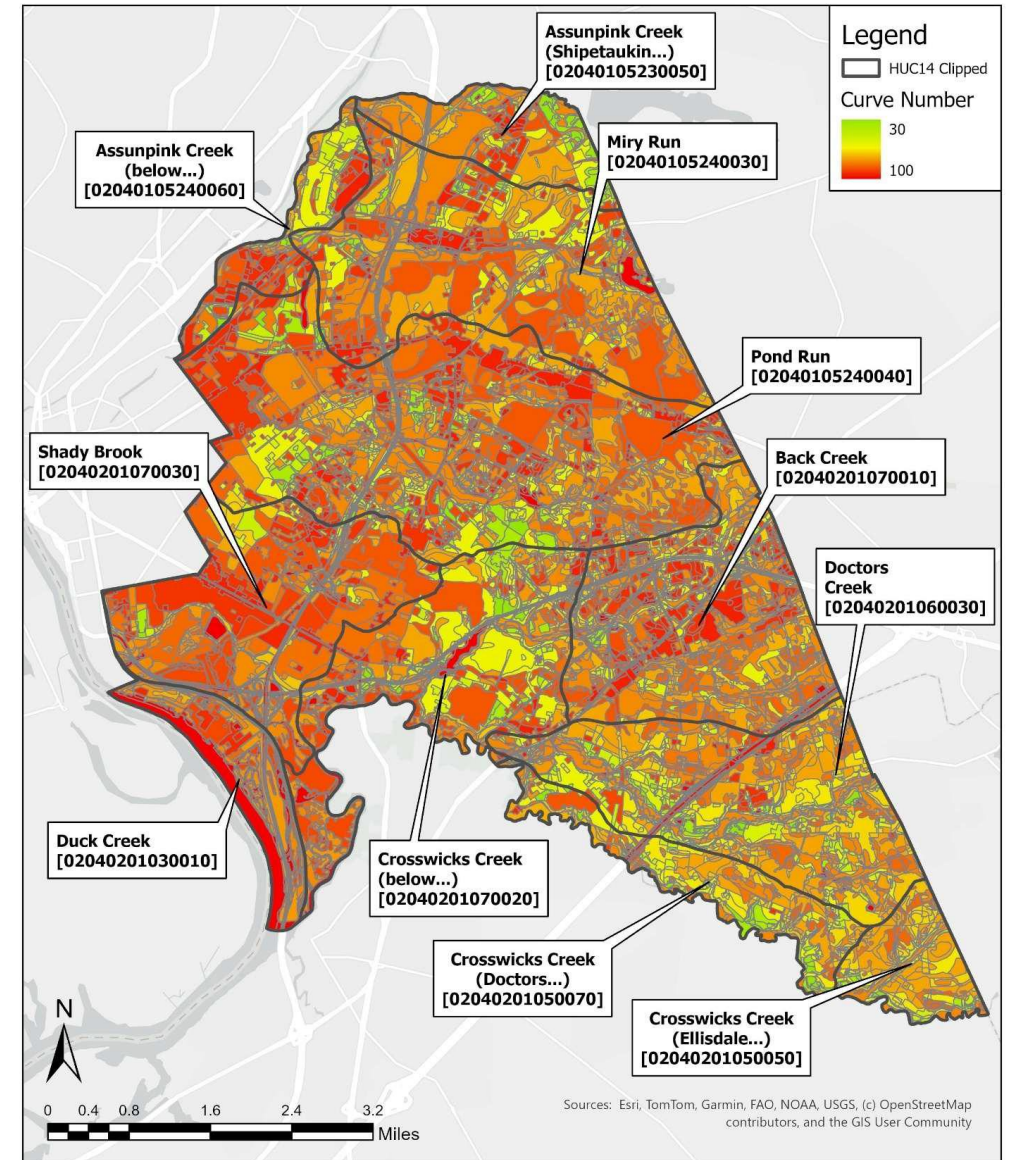 Assunpink Creek
(Shipetaukin...)
[02040105230050]
Legend
HUC14 Clipped
Curve Number
30
100
Miry Run
[02040105240030]
Assunpink Creek
(below...)
[02040105240060]
Pond Run
[02040105240040]
Shady Brook
[02040201070030]
Back Creek
[02040201070010]
Doctors
Creek
[02040201060030]
Duck Creek
[02040201030010]
Crosswicks Creek
(below...)
[02040201070020]
Crosswicks Creek
(Doctors...)
[02040201050070]
Crosswicks Creek
(Ellisdale...)
[02040201050050]
N
0 0.4 0.8 1.6 2.4 3.2
Miles
Sources: Esri, TomTom, Garmin, FAO, NOAA, USGS, (c) OpenStreetMap
contributors, and the GIS User Community